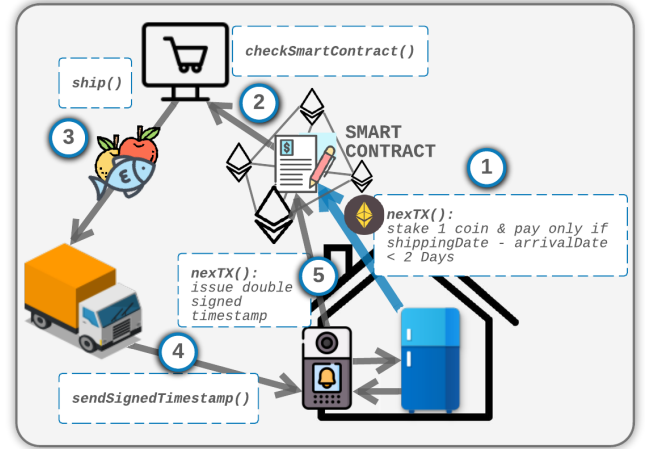 checkSmartContract()
ship()
2
3
SMART
CONTRACT
$
€
1
nexTX():
stake 1 coin & pay only if
shippingDate - arrivalDate
< 2 Days
nexTX():
issue double
signed
timestamp
5
4
sendSignedTimestamp()